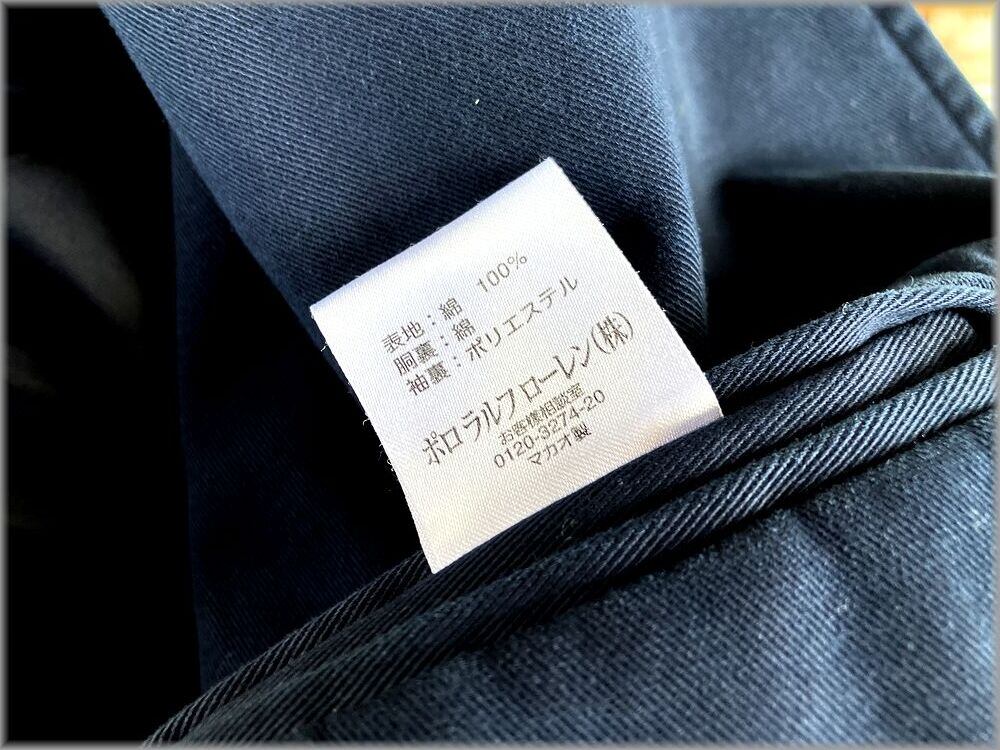 表地：綿　100%
胴裏：綿
袖裏：ポリエステル
ポロ ラルフ ローレン(株)
お客様相談室
0120-3274-20
マカオ製